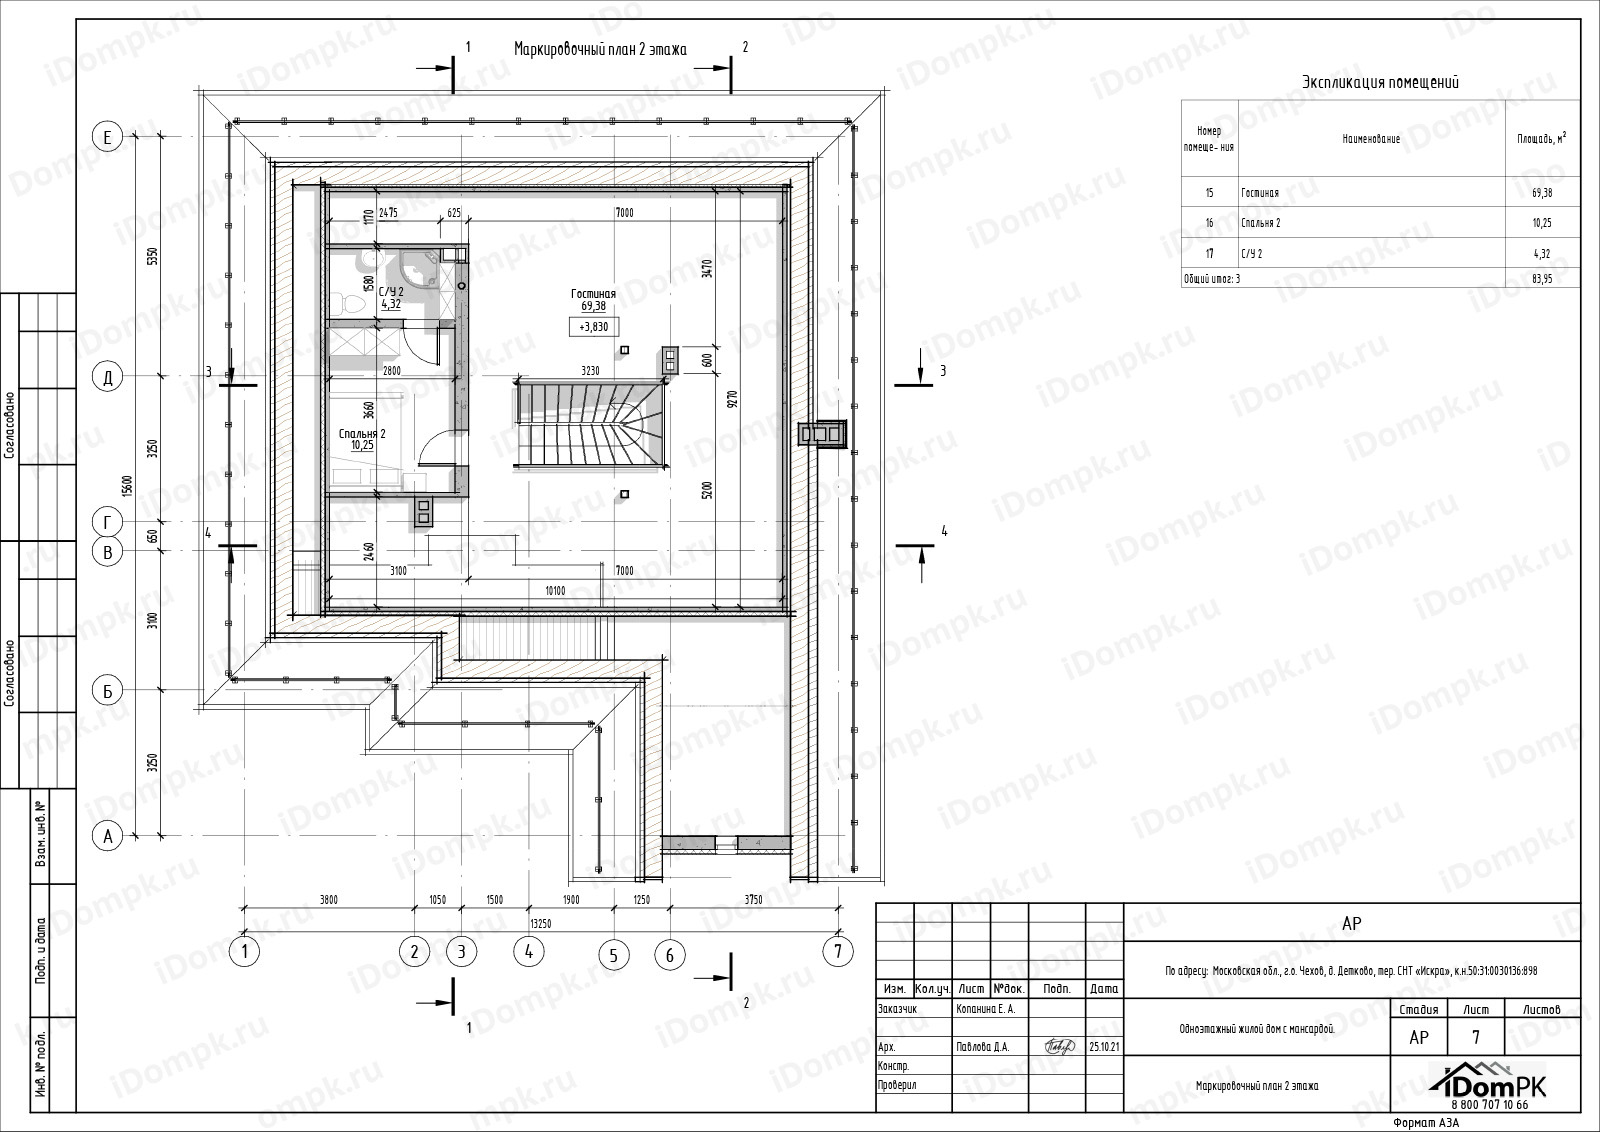 Маркировочный план 2 этажа
1
2
Экспликация помещений
Номер помеще- ния
Наименование
Площадь, м²
15 Гостиная 69,38
16 Спальня 2 10,25
17 С/У 2 4,32
Общий итог: 3 83,95
Е
Д
Г
В
Б
А
5350
3250
650
3100
3250
15600
1170
2475
625
7000
1580
С/У 2
4,32
Гостиная
69,38
+3,830
3470
600
9270
5200
2800
3230
3660
Спальня 2
10,25
2460
3100
7000
10100
3
3
4
4
3800
1050
1500
1900
1250
3750
13250
1
2
3
4
5
6
7
1
2
Согласовано
Согласовано
Взам. инв. №
Подп. и дата
Инв. № подл.
АР
По адресу: Московская обл., г.о. Чехов, д. Детково, тер. СНТ «Искра», к.н.50:31:0030136:898
Изм. Кол.уч. Лист №док. Подп. Дата
Заказчик Копанина Е. А.
Арх. Павлова Д.А. 25.10.21
Констр.
Проверил
Одноэтажный жилой дом с мансардой.
Стадия Лист Листов
АР 7
Маркировочный план 2 этажа
iDomPK
8 800 707 10 66
Формат А3А
iDompk.ru